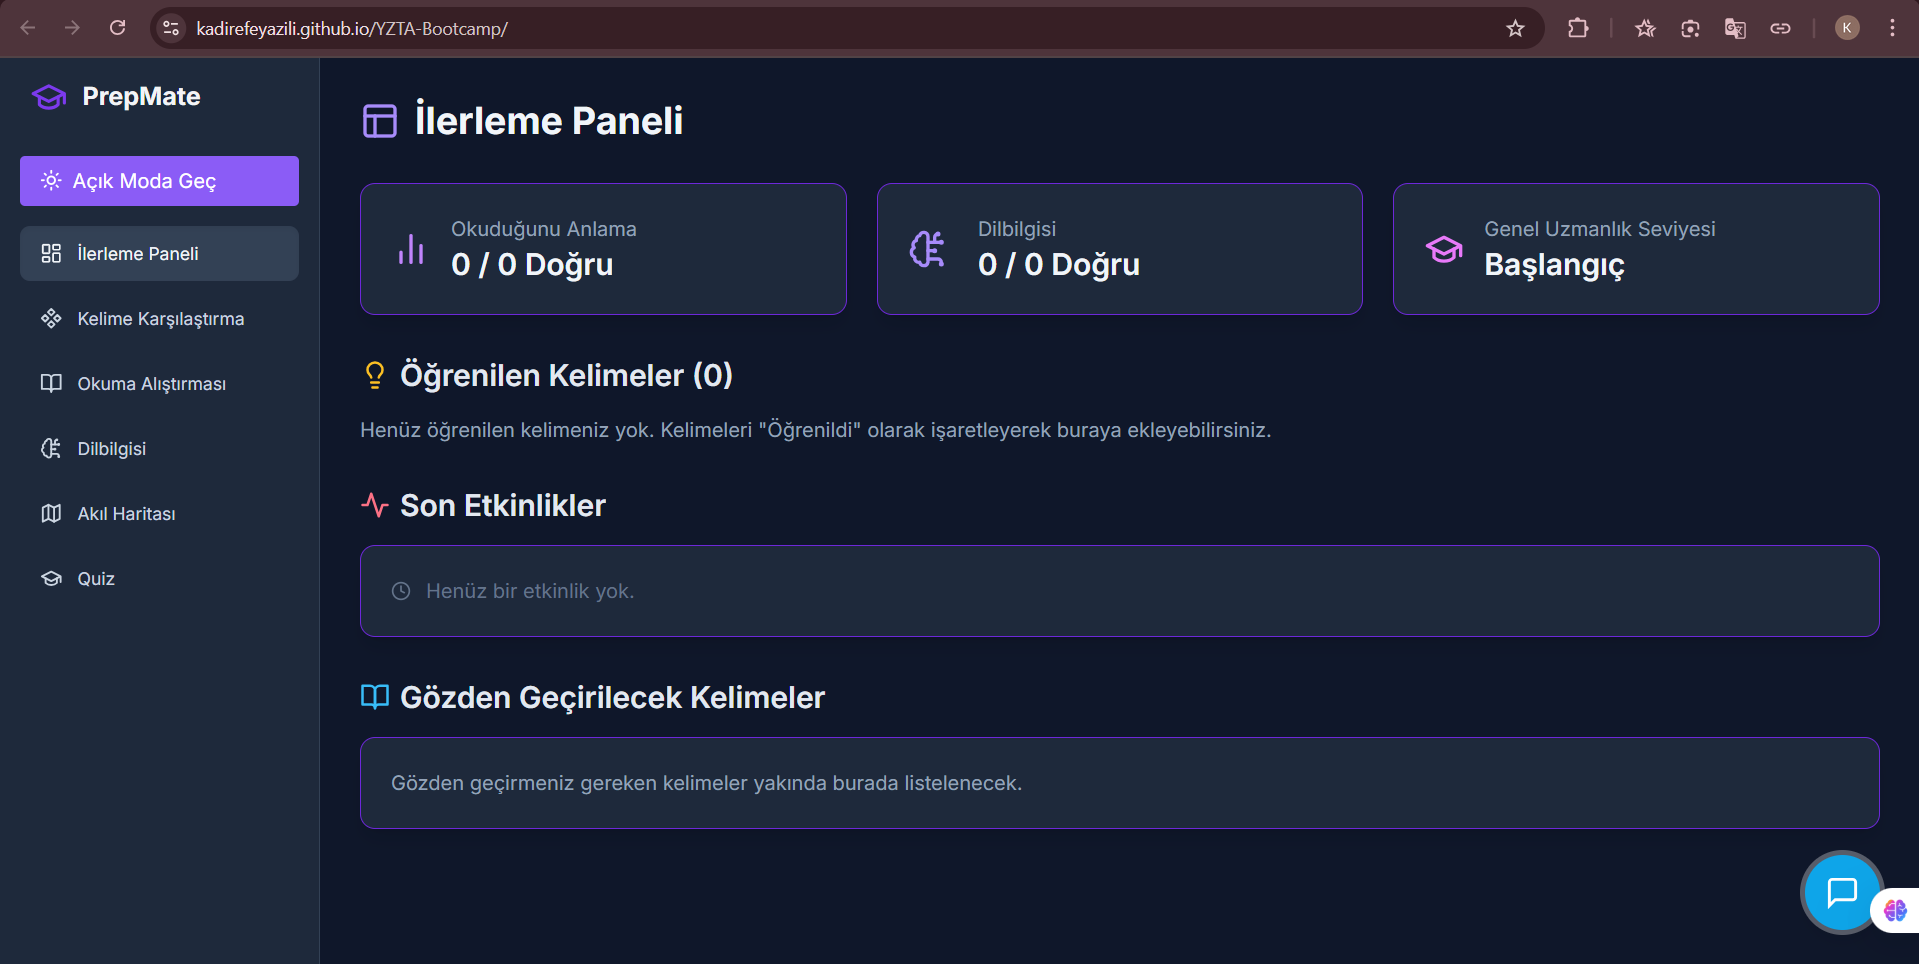 kadirefeyazili.github.io/YZTA-Bootcamp/
K
PrepMate
Açık Moda Geç
İlerleme Paneli
Kelime Karşılaştırma
Okuma Alıştırması
Dilbilgisi
Akıl Haritası
Quiz
İlerleme Paneli
Okuduğunu Anlama
0 / 0 Doğru
Dilbilgisi
0 / 0 Doğru
Genel Uzmanlık Seviyesi
Başlangıç
Öğrenilen Kelimeler (0)
Henüz öğrenilen kelimeniz yok. Kelimeleri "Öğrenildi" olarak işaretleyerek buraya ekleyebilirsiniz.
Son Etkinlikler
Henüz bir etkinlik yok.
Gözden Geçirilecek Kelimeler
Gözden geçirmeniz gereken kelimeler yakında burada listelenecek.